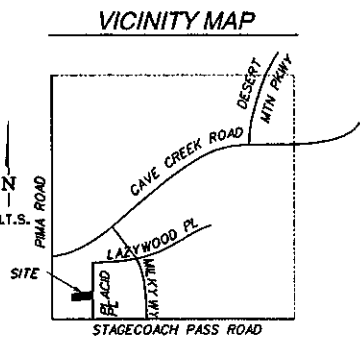 VICINITY MAP
DESERT
MTN PKWY
CAVE CREEK ROAD
N
N.T.S.
PIMA ROAD
LAZYWOOD PL
SITE
PLACID
PL
MILKY WY
STAGECOACH PASS ROAD